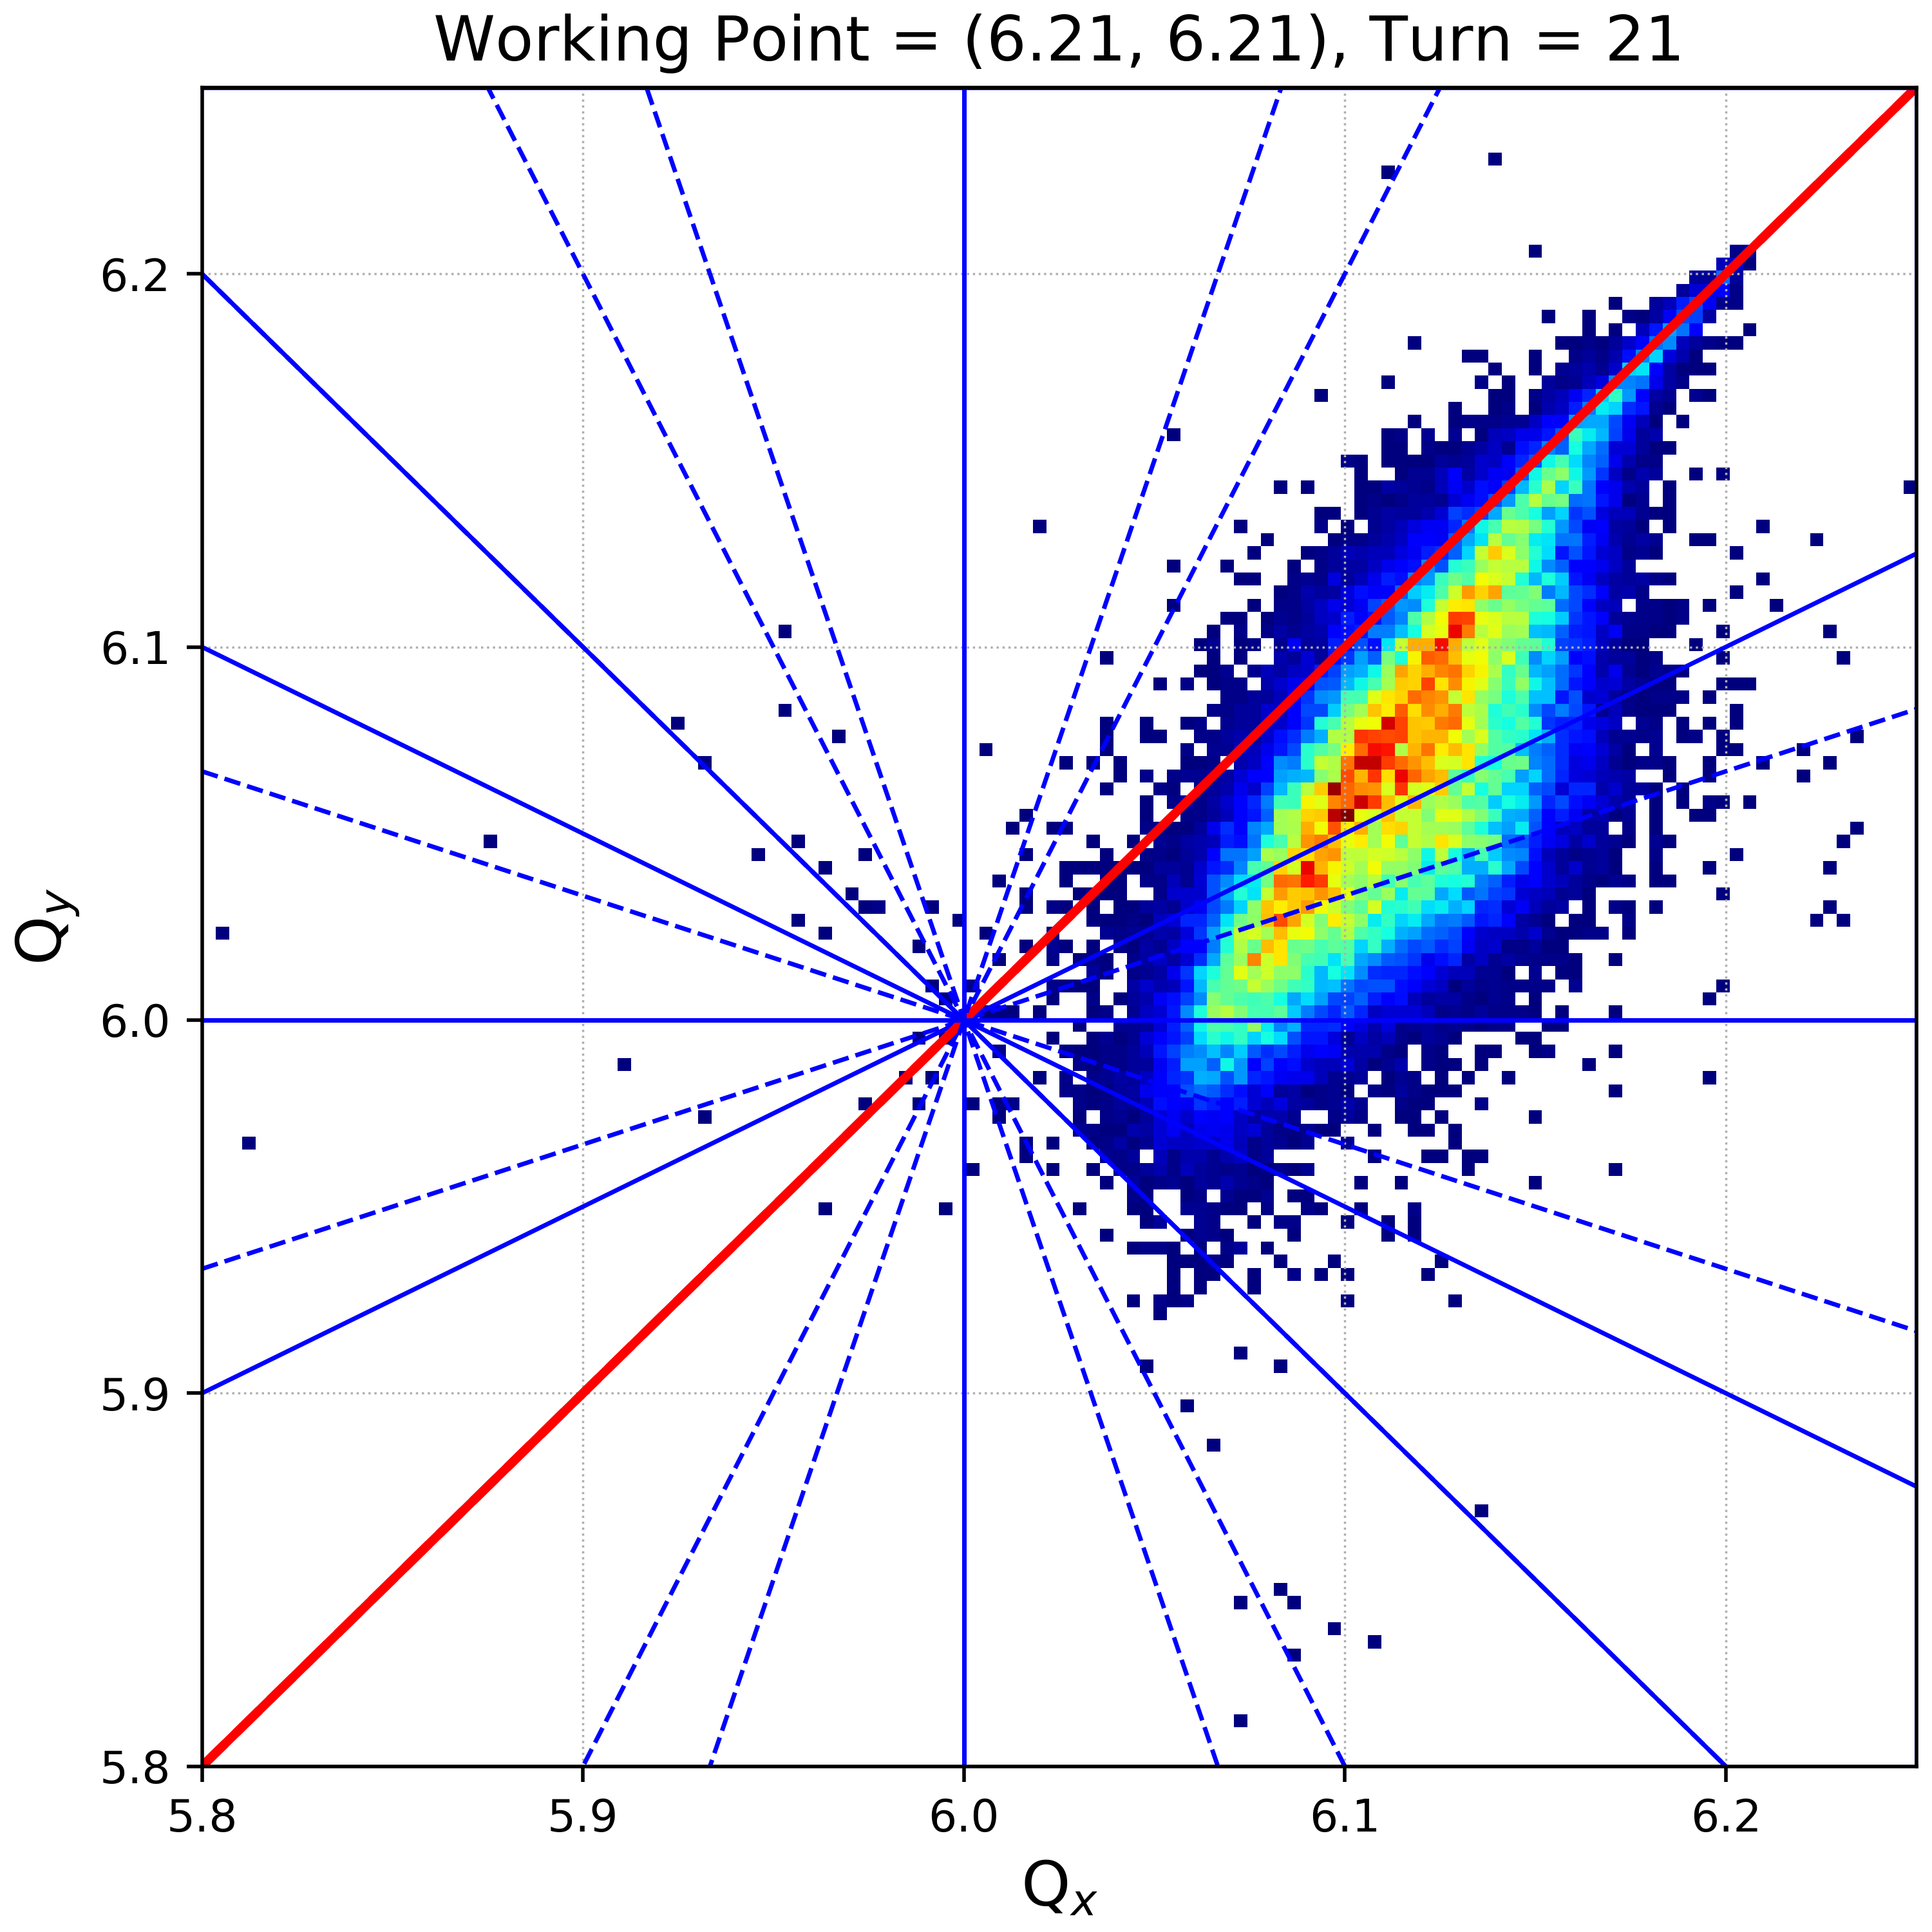 Working Point = (6.21, 6.21), Turn = 21
6.2
6.1
6.0
5.9
5.8
Qy
5.8 5.9 6.0 6.1 6.2
Qx